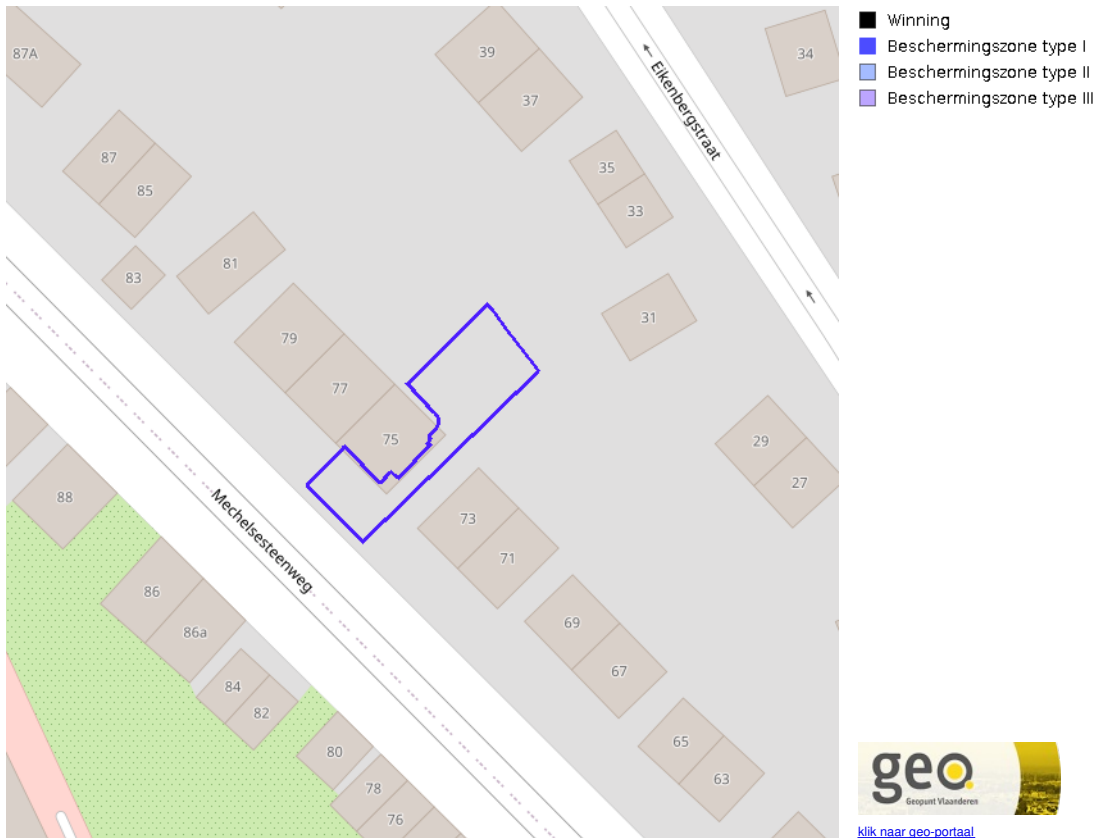 87A
39
37
34
87
85
35
33
83
81
31
79
77
75
29
27
88
73
71
86
86a
69
67
84
82
65
63
80
78
76
Eikenbergstraat
Mechelsesteenweg
Winning
Beschermingszone type I
Beschermingszone type II
Beschermingszone type III
geo
Geopunt Vlaanderen
klik naar geo-portaal